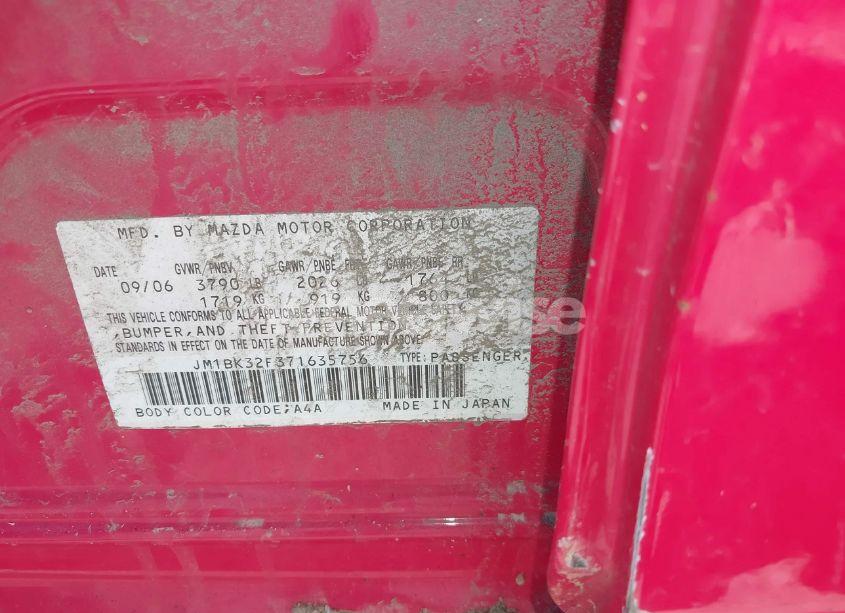 MFD. BY MAZDA MOTOR CORPORATION
DATE GVWR/PNBV GAWR/PNBE GAWR/PNBE RR
09/06 3790 LB 2026
1719 KG 919 KG 800
THIS VEHICLE CONFORMS TO ALL APPLICABLE FEDERAL MOTOR VEHICLE SAFETY
,BUMPER,AND THEFT PREVENTION
STANDARDS IN EFFECT ON THE DATE OF MANUFACTURE SHOWN ABOVE.
JM1BK32F371635756 TYPE:PASSENGER
BODY COLOR CODE;A4A MADE IN JAPAN